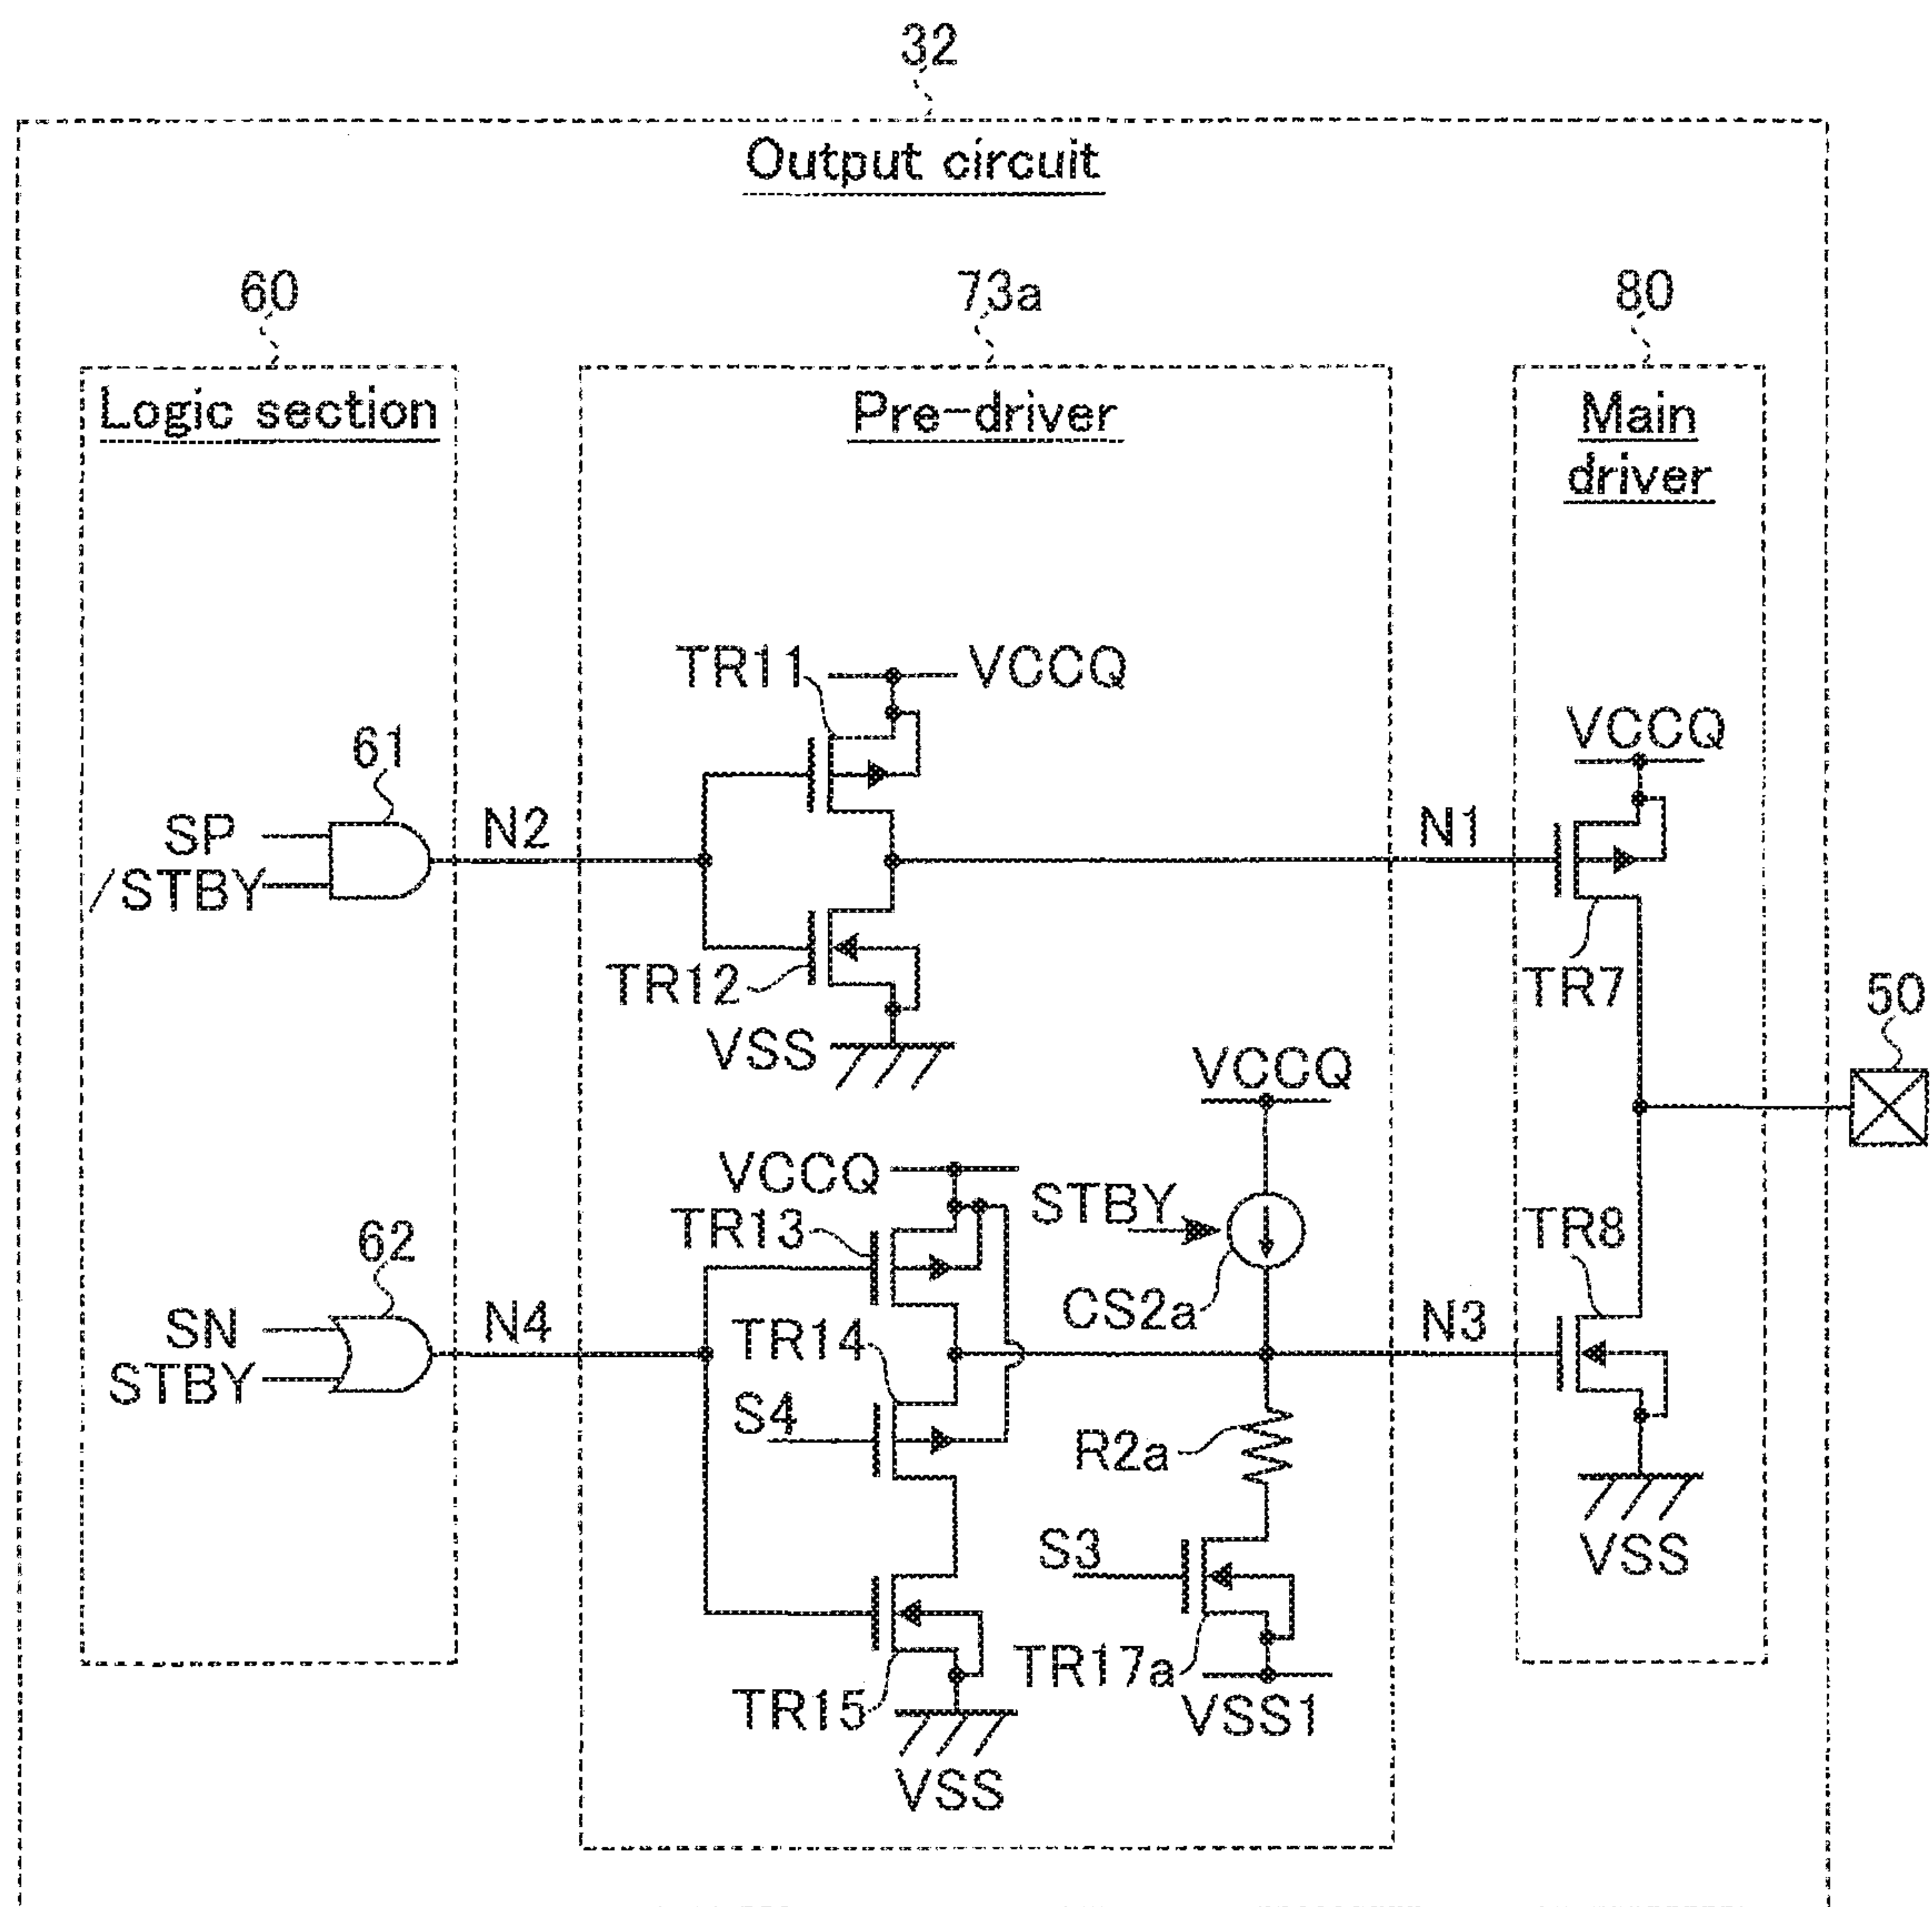 32
Output circuit
60
73a
80
Logic section
Pre-driver
Main
driver
TR11
VCCQ
VCCQ
61
SP
/STBY
N2
N1
TR12
VSS
TR7
50
VCCQ
VCCQ
STBY
TR13
TR8
62
CS2a
SN
STBY
N4
N3
TR14
S4
R2a
S3
VSS
TR17a
TR15
VSS1
VSS